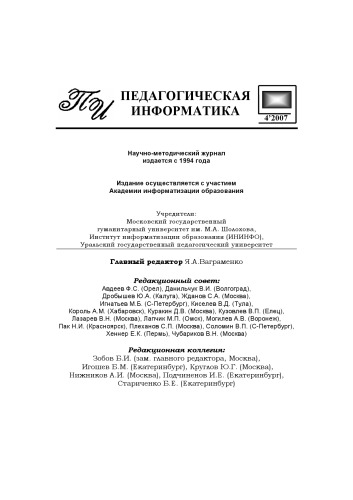 ПИ
ПЕДАГОГИЧЕСКАЯ
ИНФОРМАТИКА
4'2007
Научно-методический журнал
издается с 1994 года
Издание осуществляется с участием
Академии информатизации образования
Учредители:
Московский государственный
гуманитарный университет им. М.А. Шолохова,
Институт информатизации образования (ИНИНФО),
Уральский государственный педагогический университет
Главный редактор Я.А.Ваграменко
Редакционный совет:
Авдеев Ф.С. (Орел), Данильчук В.И. (Волгоград),
Дробышев Ю.А. (Калуга), Жданов С.А. (Москва),
Игнатьев М.Б. (С-Петербург), Киселев В.Д. (Тула),
Король А.М. (Хабаровск), Куракин Д.В. (Москва), Кузовлев В.П. (Елец),
Лазарев В.Н. (Москва), Лапчик М.П. (Омск), Могилев А.В. (Воронеж),
Пак Н.И. (Красноярск), Плеханов С.П. (Москва), Соломин В.П. (С-Петербург),
Хеннер Е.К. (Пермь), Чубариков В.Н. (Москва)
Редакционная коллегия:
Зобов Б.И. (зам. главного редактора, Москва),
Игошев Б.М. (Екатеринбург), Круглов Ю.Г. (Москва),
Нижников А.И. (Москва), Подчиненов И.Е. (Екатеринбург),
Стариченко Б.Е. (Екатеринбург)